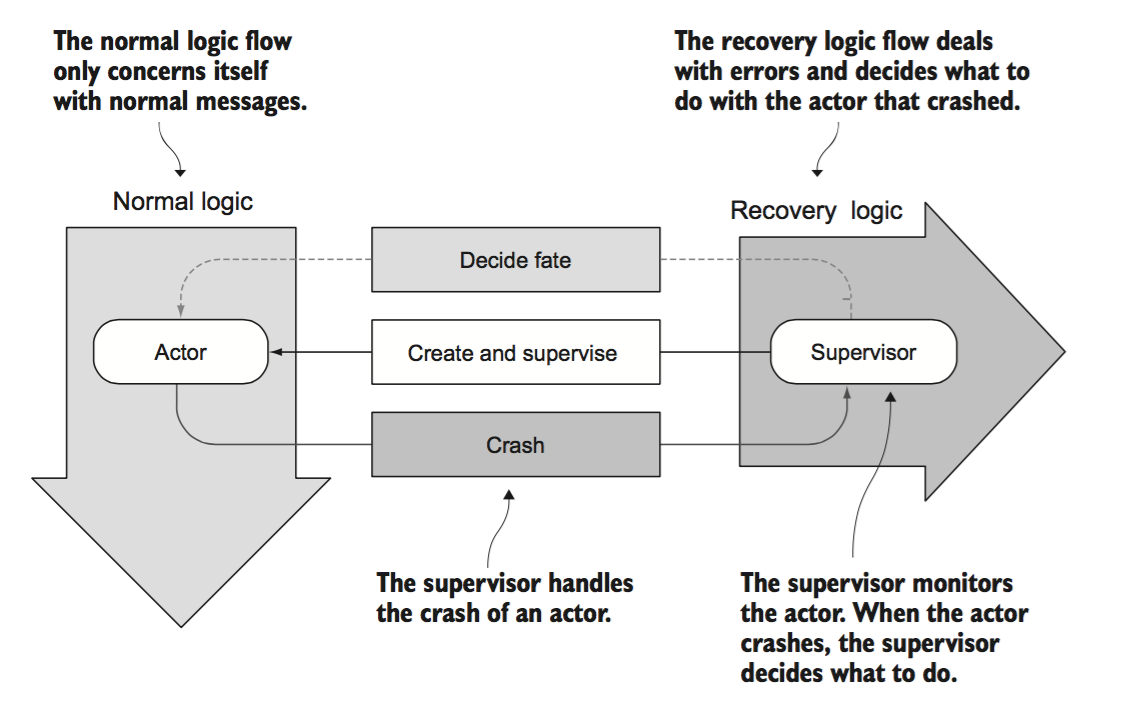 The normal logic flow
only concerns itself
with normal messages.
The recovery logic flow deals
with errors and decides what to
do with the actor that crashed.
Normal logic
Recovery logic
Decide fate
Actor
Create and supervise
Supervisor
Crash
The supervisor handles
the crash of an actor.
The supervisor monitors
the actor. When the actor
crashes, the supervisor
decides what to do.